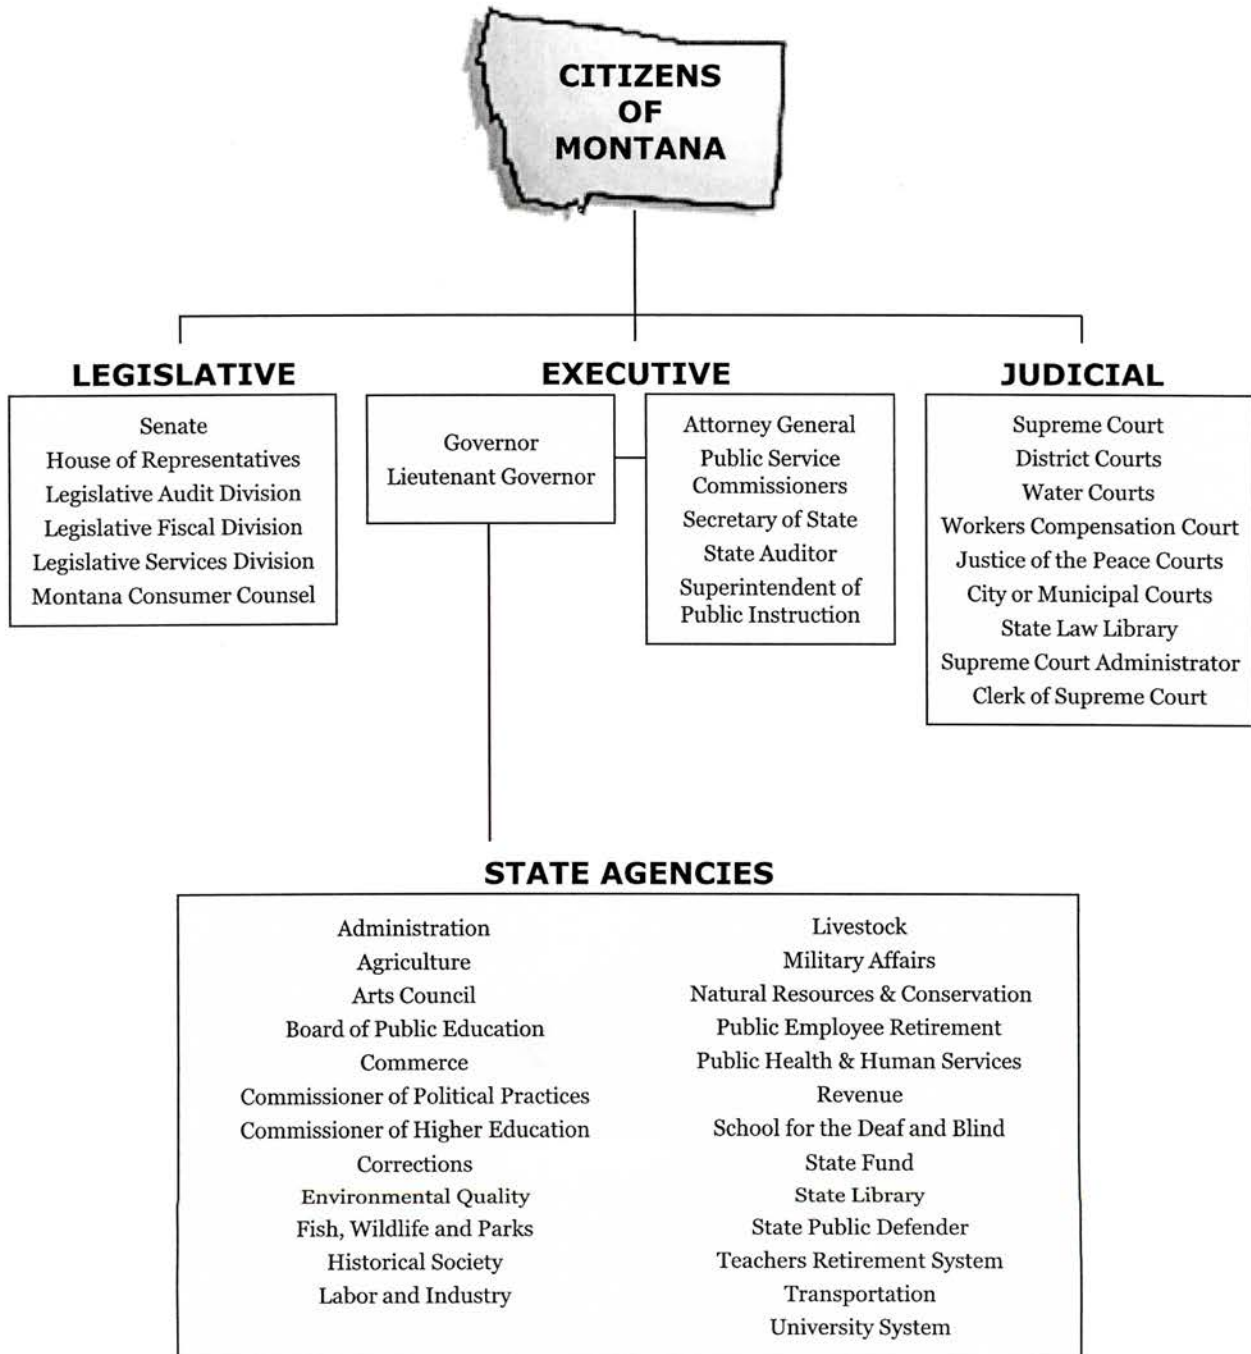 CITIZENS
OF
MONTANA
LEGISLATIVE
Senate
House of Representatives
Legislative Audit Division
Legislative Fiscal Division
Legislative Services Division
Montana Consumer Counsel
EXECUTIVE
Governor
Lieutenant Governor
Attorney General
Public Service
Commissioners
Secretary of State
State Auditor
Superintendent of
Public Instruction
JUDICIAL
Supreme Court
District Courts
Water Courts
Workers Compensation Court
Justice of the Peace Courts
City or Municipal Courts
State Law Library
Supreme Court Administrator
Clerk of Supreme Court
STATE AGENCIES
Administration
Agriculture
Arts Council
Board of Public Education
Commerce
Commissioner of Political Practices
Commissioner of Higher Education
Corrections
Environmental Quality
Fish, Wildlife and Parks
Historical Society
Labor and Industry
Livestock
Military Affairs
Natural Resources & Conservation
Public Employee Retirement
Public Health & Human Services
Revenue
School for the Deaf and Blind
State Fund
State Library
State Public Defender
Teachers Retirement System
Transportation
University System